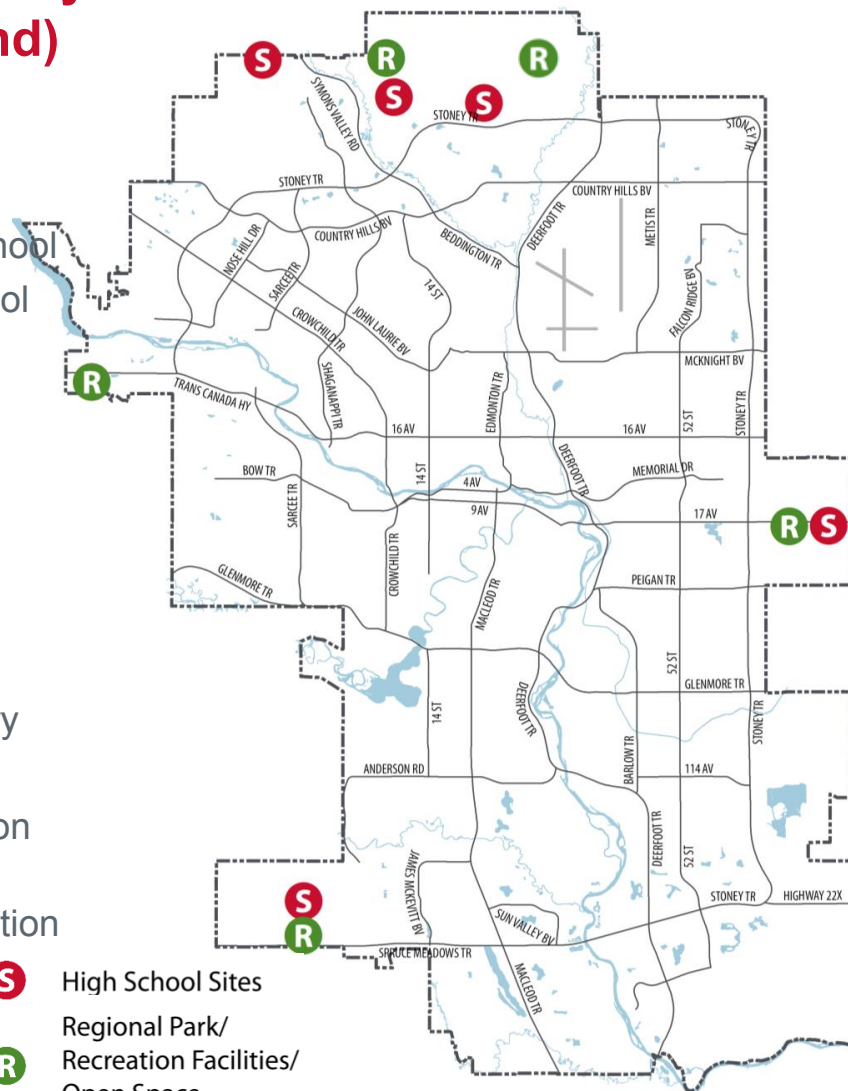 nd)
S
R
R
S
S
SYMONS VALLEY RD
STONEY TR
STONEY TR
STONEY TR
COUNTRY HILLS BV
hool
ol
NOSE HILL DR
SARCEE TR
COUNTRY HILLS BV
BEDDINGTON TR
DEERFOOT TR
METIS TR
14 ST
FALCON RIDGE BV
CROWCHILD TR
JOHN LAURIE BV
MCKNIGHT BV
R
TRANS CANADA HY
SHAGANAPPI TR
EDMONTON TR
52 ST
STONEY TR
16 AV
16 AV
BOW TR
SARCEE TR
14 ST
4 AV
9 AV
DEERFOOT TR
MEMORIAL DR
17 AV
R
S
GLENMORE TR
CROWCHILD TR
MACLEOD TR
PEIGAN TR
52 ST
GLENMORE TR
14 ST
DEERFOOT TR
STONEY TR
ry
BARLOW TR
ANDERSON RD
114 AV
on
DEERFOOT TR
52 ST
JAMES MCKEVITT BV
S
R
STONEY TR
HIGHWAY 22X
tion
SUN VALLEY BV
SPRUCE MEADOWS TR
MACLEOD TR
S High School Sites
Regional Park/
R Recreation Facilities/
Open Space